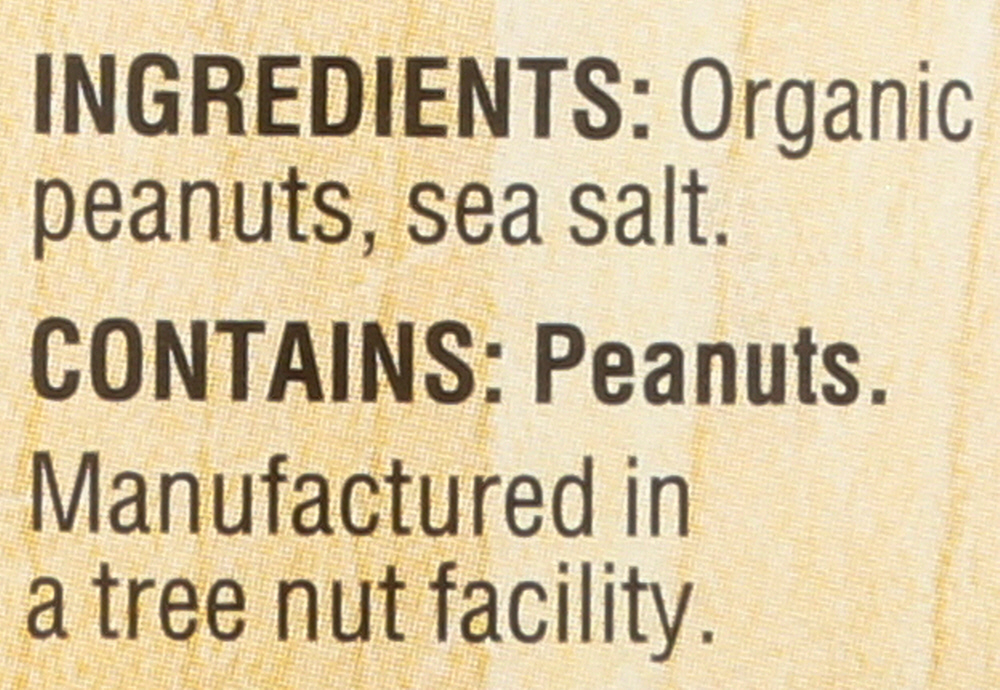 INGREDIENTS: Organic
peanuts, sea salt.
CONTAINS: Peanuts.
Manufactured in
a tree nut facility.